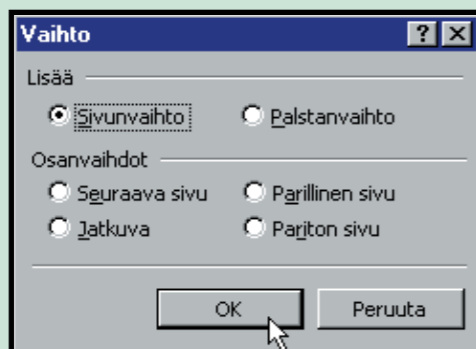 Vaihto
Lisää
Sivunvaihto Palstanvaihto
Osanvaihdot
Seuraava sivu Parillinen sivu
Jatkuva Pariton sivu
OK Peruuta